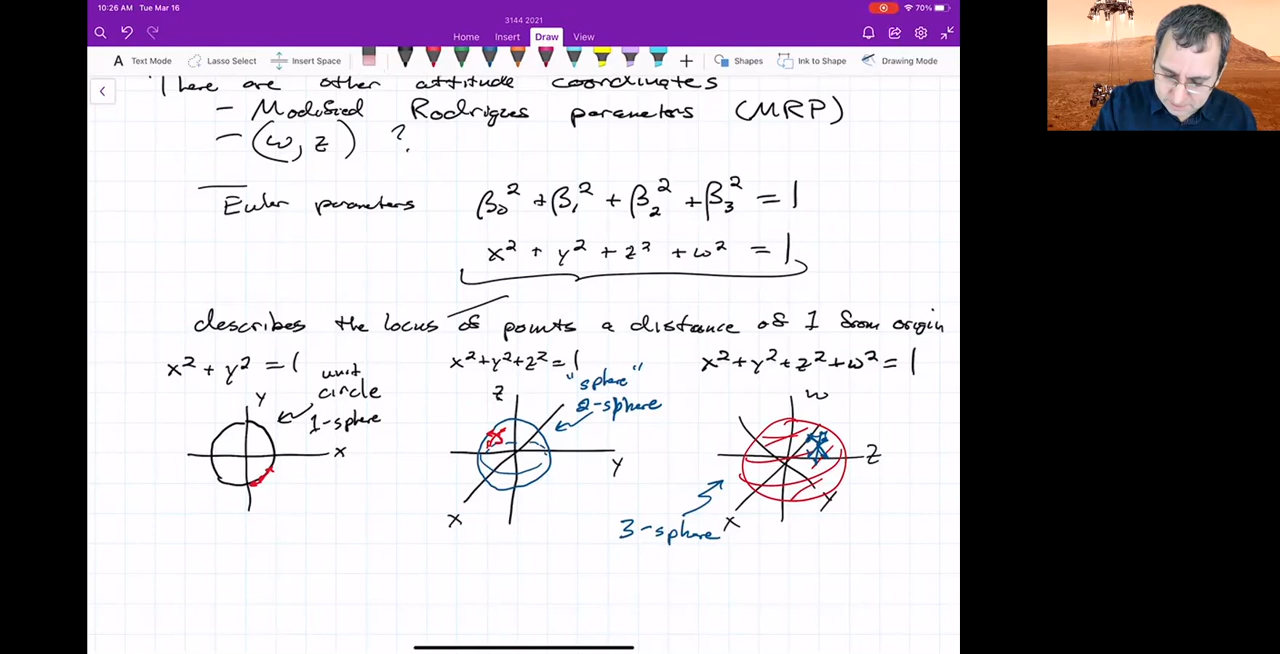 10:26 AM Tue Mar 16
70%
3144 2021
Home Insert Draw View
Text Mode Lasso Select Insert Space Shapes Ink to Shape Drawing Mode
There are other attitude coordinates
- Modified Rodrigues parameters (MRP)
- (w, z) ?
Euler parameters β₀² + β₁² + β₂² + β₃² = 1
x² + y² + z² + w² = 1
describes the locus of points a distance of 1 from origin
x² + y² = 1 unit circle 1-sphere
x² + y² + z² = 1 "sphere" 2-sphere
x² + y² + z² + w² = 1
Y
X
Z
Y
X
W
Z
Y
X
3-sphere